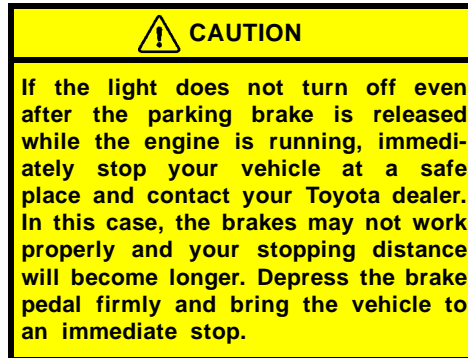 CAUTION
If the light does not turn off even
after the parking brake is released
while the engine is running, immedi-
ately stop your vehicle at a safe
place and contact your Toyota dealer.
In this case, the brakes may not work
properly and your stopping distance
will become longer. Depress the brake
pedal firmly and bring the vehicle to
an immediate stop.